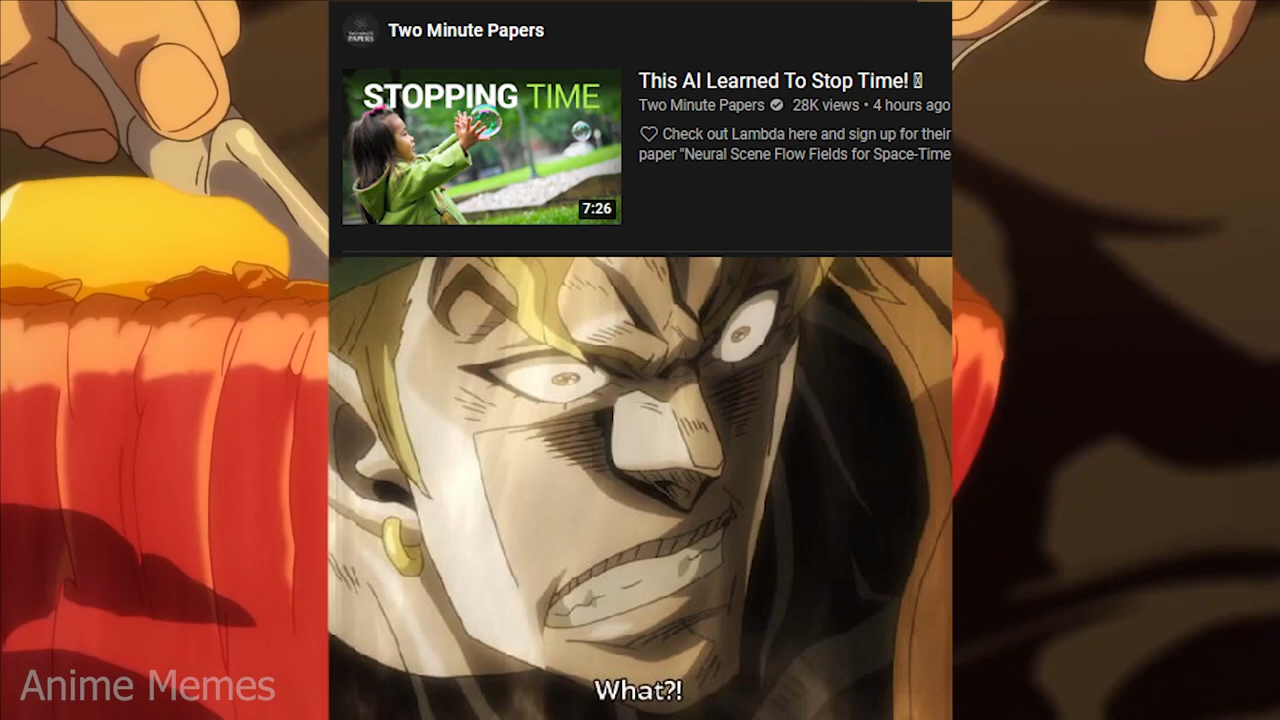 Two Minute Papers
STOPPING TIME
7:26
This AI Learned To Stop Time!
Two Minute Papers 28K views • 4 hours ago
Check out Lambda here and sign up for their
paper "Neural Scene Flow Fields for Space-Time
What?!
Anime Memes